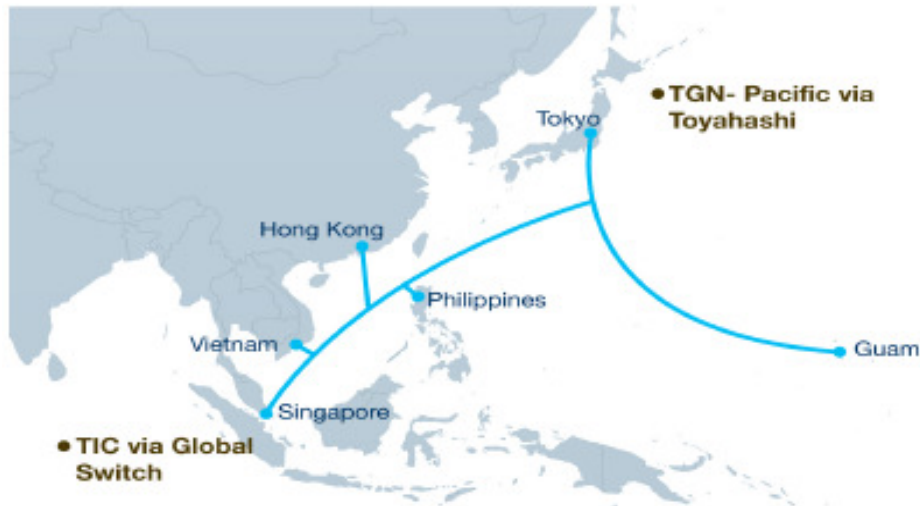 ● TGN- Pacific via
Toyahashi
Tokyo
Hong Kong
Philippines
Vietnam
Guam
Singapore
● TIC via Global
Switch